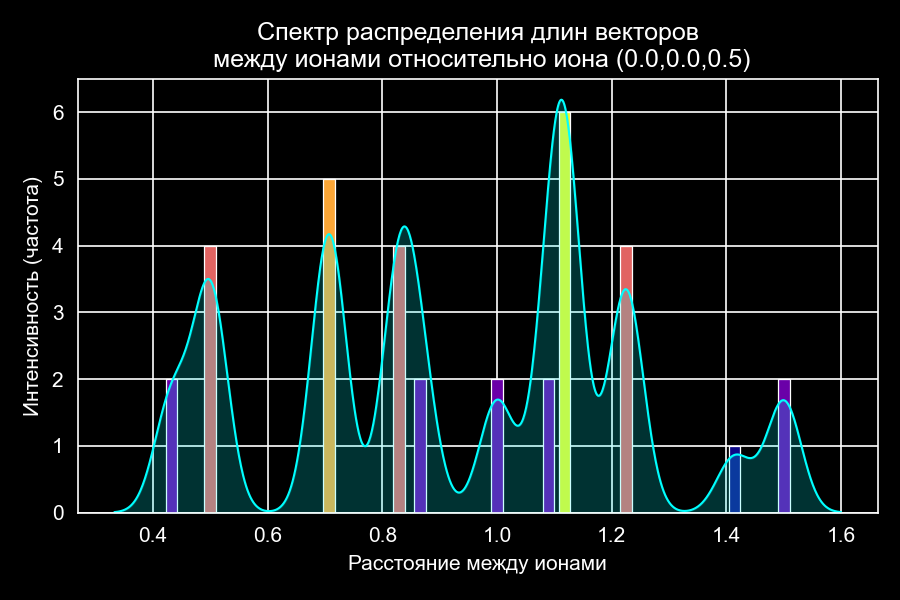 Спектр распределения длин векторов
между ионами относительно иона (0.0,0.0,0.5)
Интенсивность (частота)
6
5
4
3
2
1
0
0.4 0.6 0.8 1.0 1.2 1.4 1.6
Расстояние между ионами